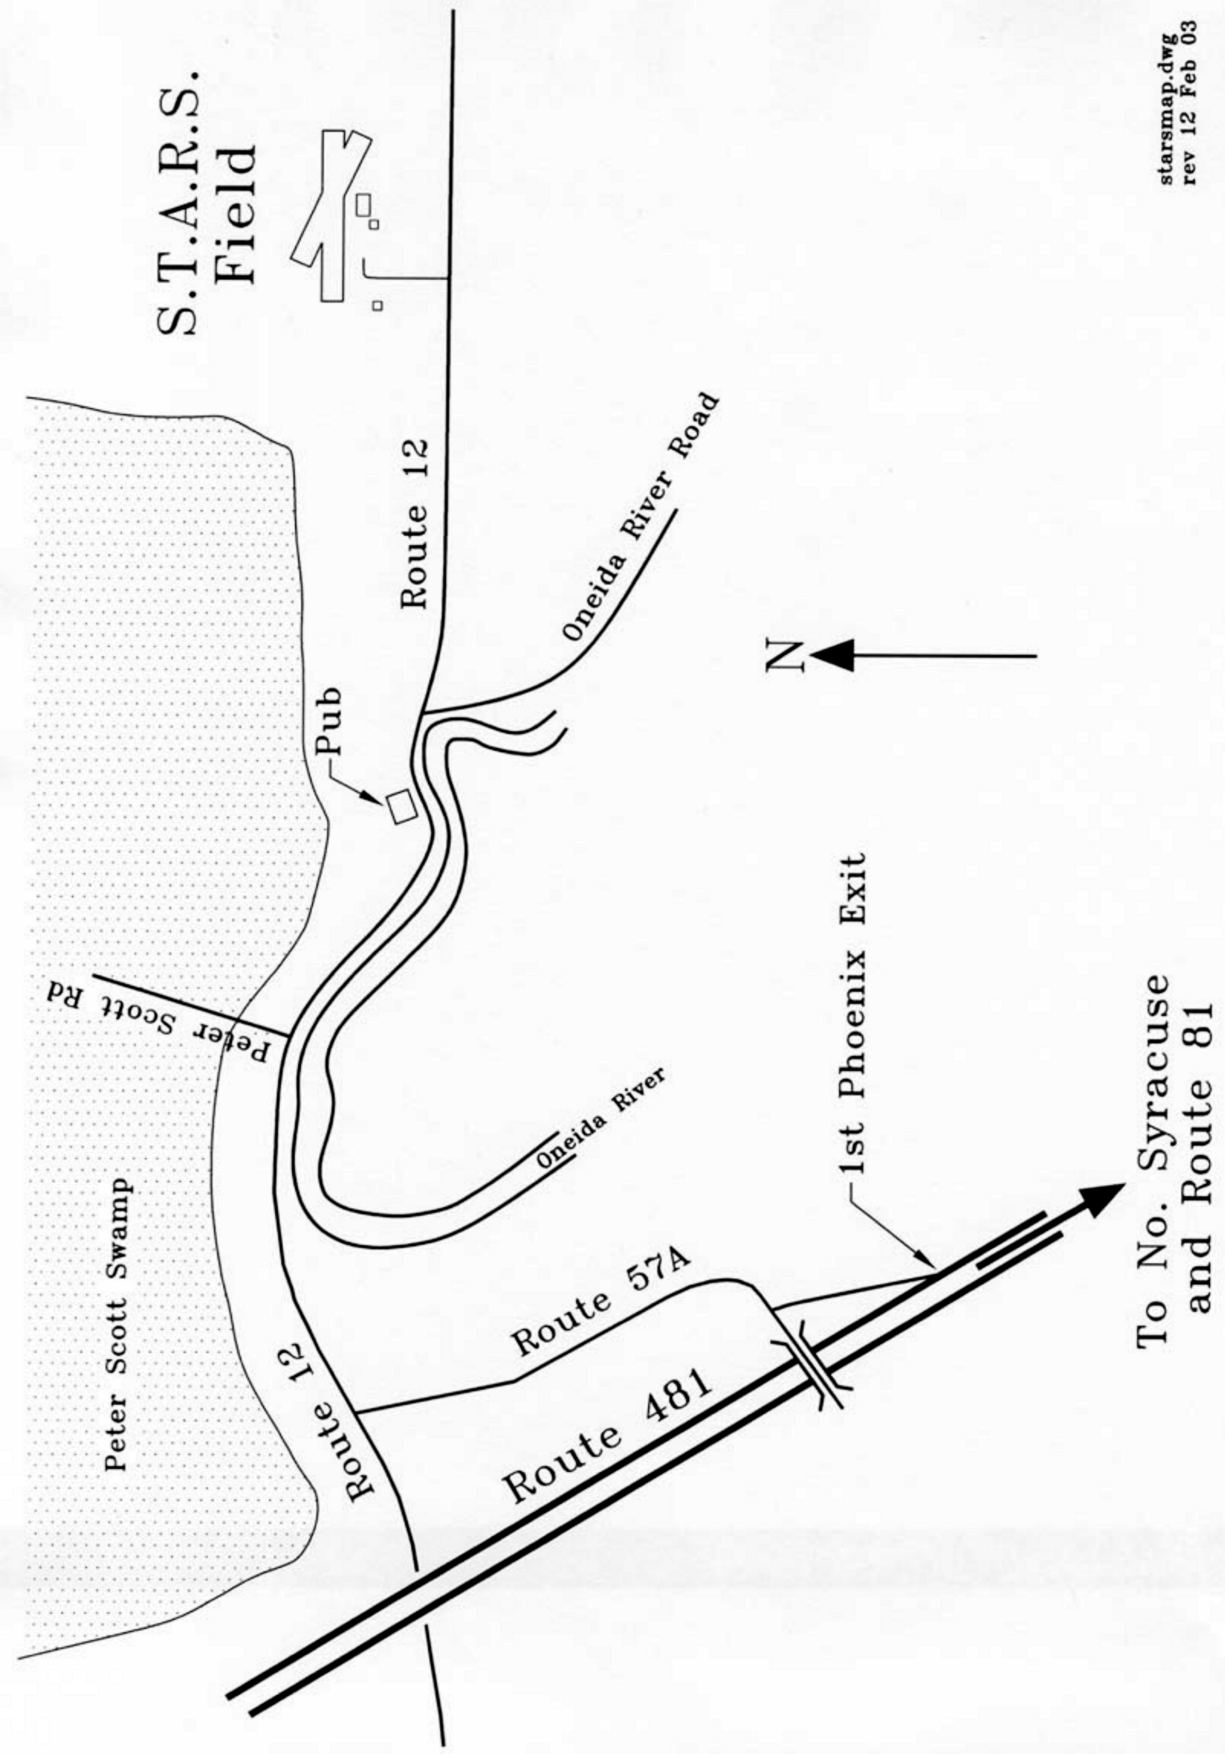 S.T.A.R.S.
Field
Peter Scott Swamp
Peter Scott Rd
Pub
Route 12
Route 12
Oneida River Road
Oneida River
Route 57A
Route 481
N
1st Phoenix Exit
To No. Syracuse
and Route 81
starsmap.dwg
rev 12 Feb 03